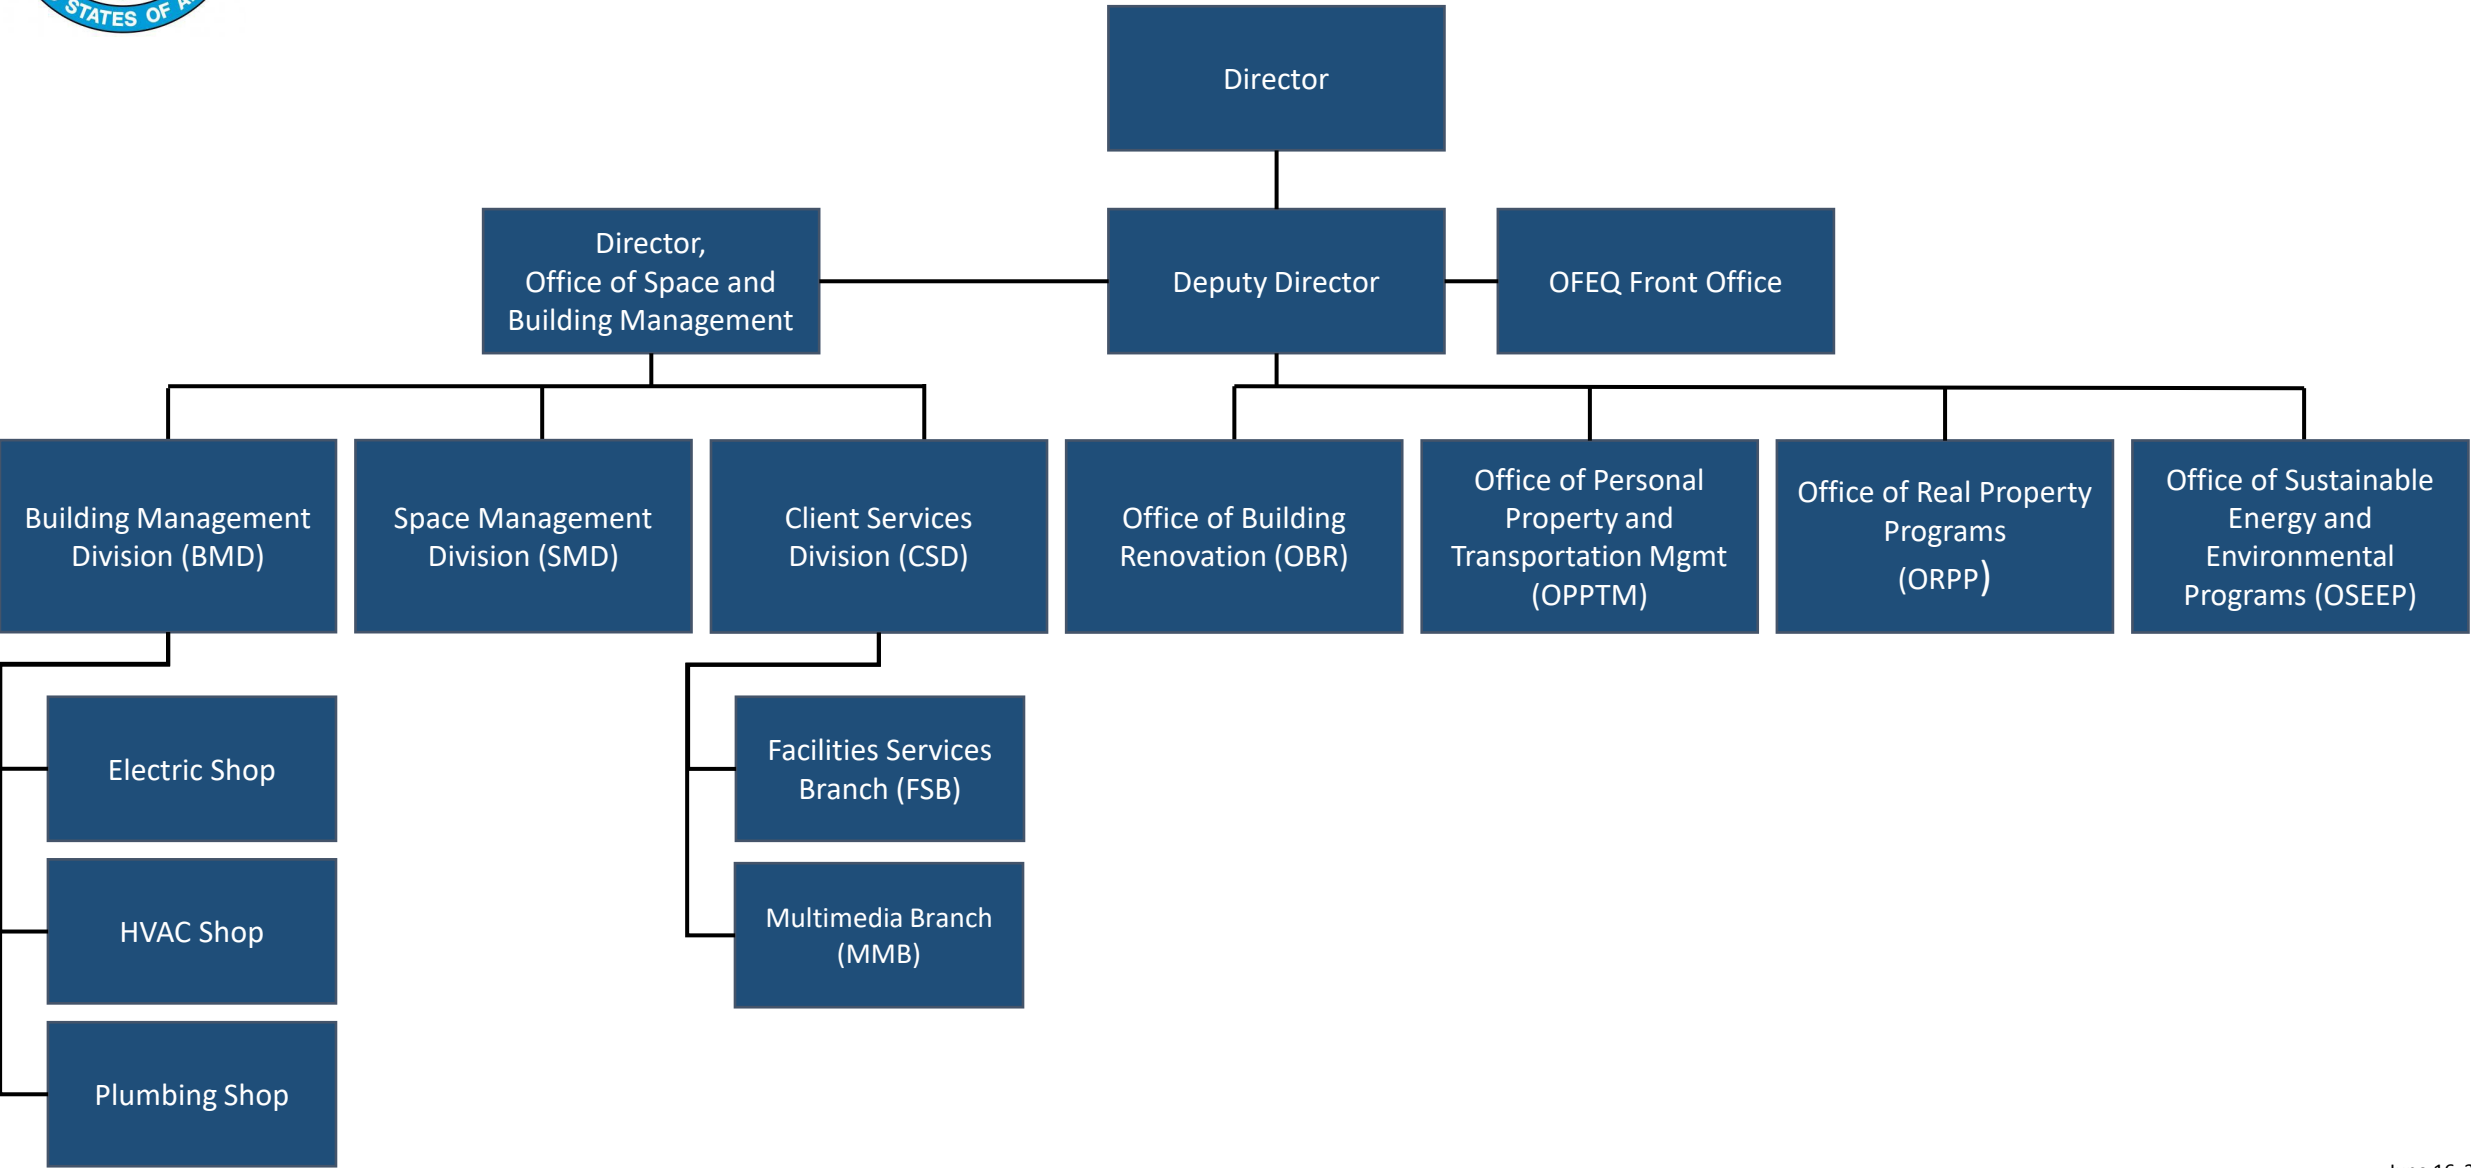 STATES OF
Director
Director,
Office of Space and
Building Management
Deputy Director
OFEQ Front Office
Building Management
Division (BMD)
Space Management
Division (SMD)
Client Services
Division (CSD)
Office of Building
Renovation (OBR)
Office of Personal
Property and
Transportation Mgmt
(OPPTM)
Office of Real Property
Programs
(ORPP)
Office of Sustainable
Energy and
Environmental
Programs (OSEEP)
Electric Shop
HVAC Shop
Plumbing Shop
Facilities Services
Branch (FSB)
Multimedia Branch
(MMB)